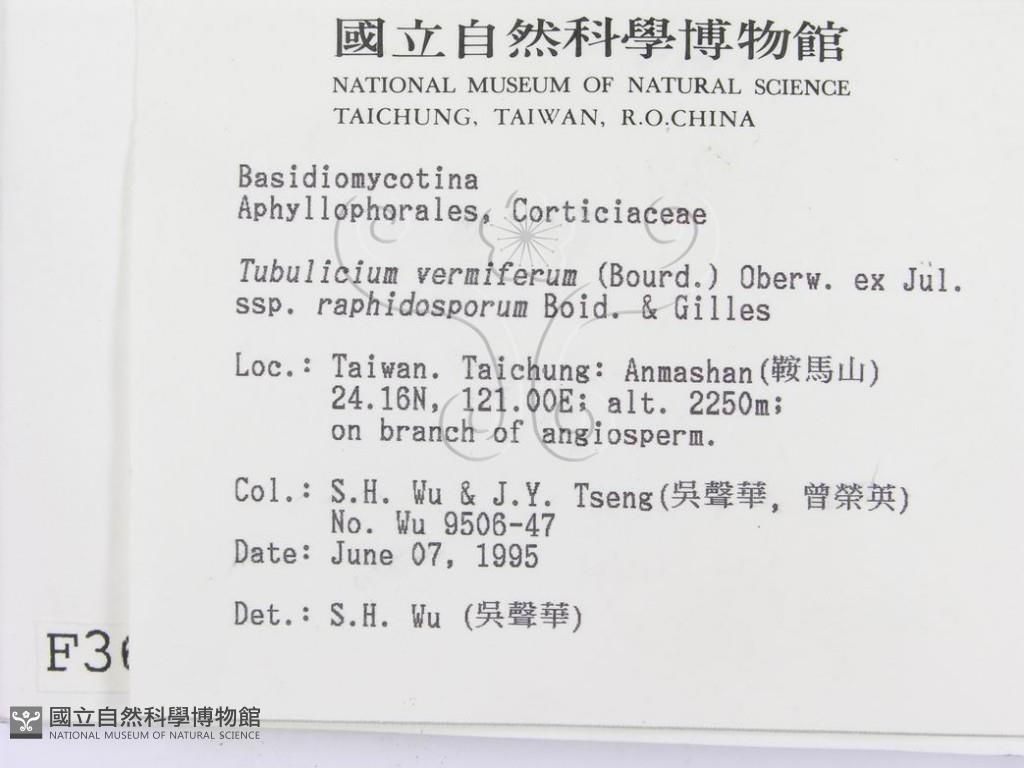 國立自然科學博物館
NATIONAL MUSEUM OF NATURAL SCIENCE
TAICHUNG, TAIWAN, R.O.CHINA
Basidiomycotina
Aphyllophorales, Corticiaceae
Tubulicium vermiferum (Bourd.) Oberw. ex Jül.
ssp. raphidosporum Boid. & Gilles
Loc.: Taiwan. Taichung: Anmashan(鞍馬山)
24.16N, 121.00E; alt. 2250m;
on branch of angiosperm.
Col.: S.H. Wu & J.Y. Tseng(吳聲華, 曾榮英)
No. Wu 9506-47
Date: June 07, 1995
Det.: S.H. Wu (吳聲華)
國立自然科學博物館
NATIONAL MUSEUM OF NATURAL SCIENCE